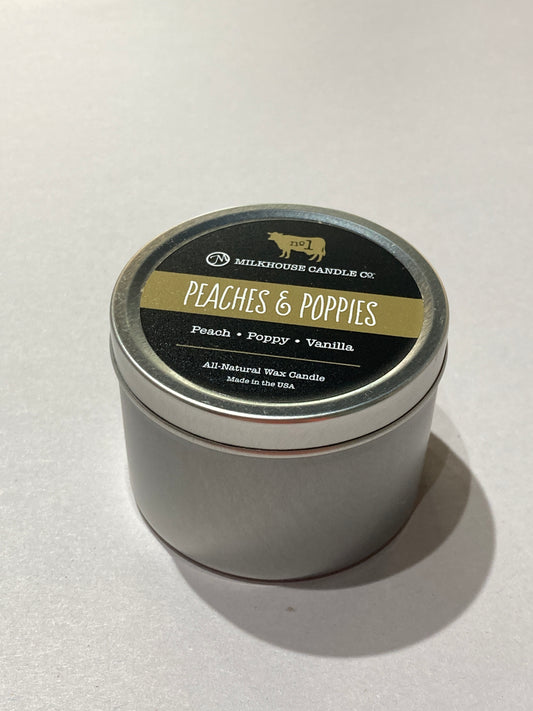 nº1
MILKHOUSE CANDLE CO.
PEACHES & POPPIES
Peach • Poppy • Vanilla
All-Natural Wax Candle
Made in the USA